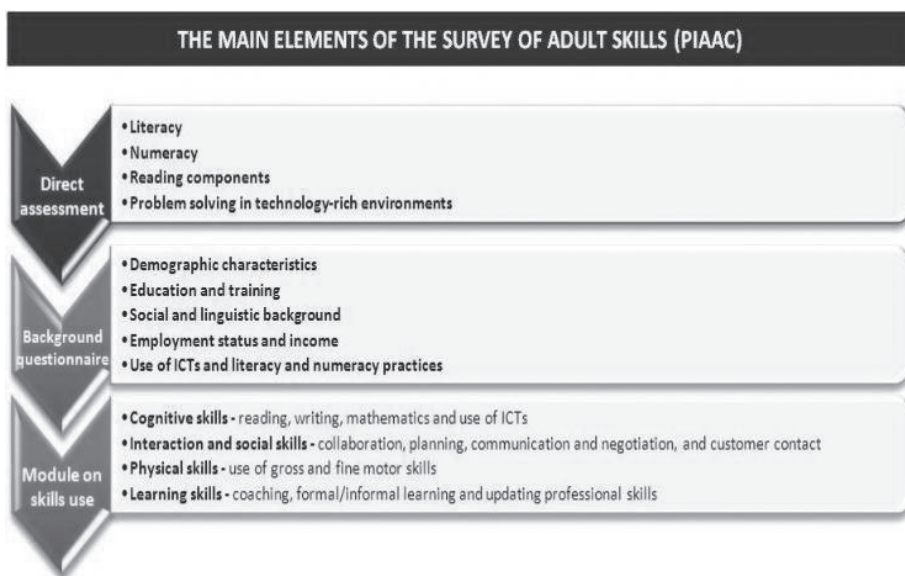 THE MAIN ELEMENTS OF THE SURVEY OF ADULT SKILLS (PIAAC)
Direct
assessment
• Literacy
• Numeracy
• Reading components
• Problem solving in technology-rich environments
Background
questionnaire
• Demographic characteristics
• Education and training
• Social and linguistic background
• Employment status and income
• Use of ICTs and literacy and numeracy practices
Module on
skills use
• Cognitive skills - reading, writing, mathematics and use of ICTs
• Interaction and social skills - collaboration, planning, communication and negotiation, and customer contact
• Physical skills - use of gross and fine motor skills
• Learning skills - coaching, formal/informal learning and updating professional skills